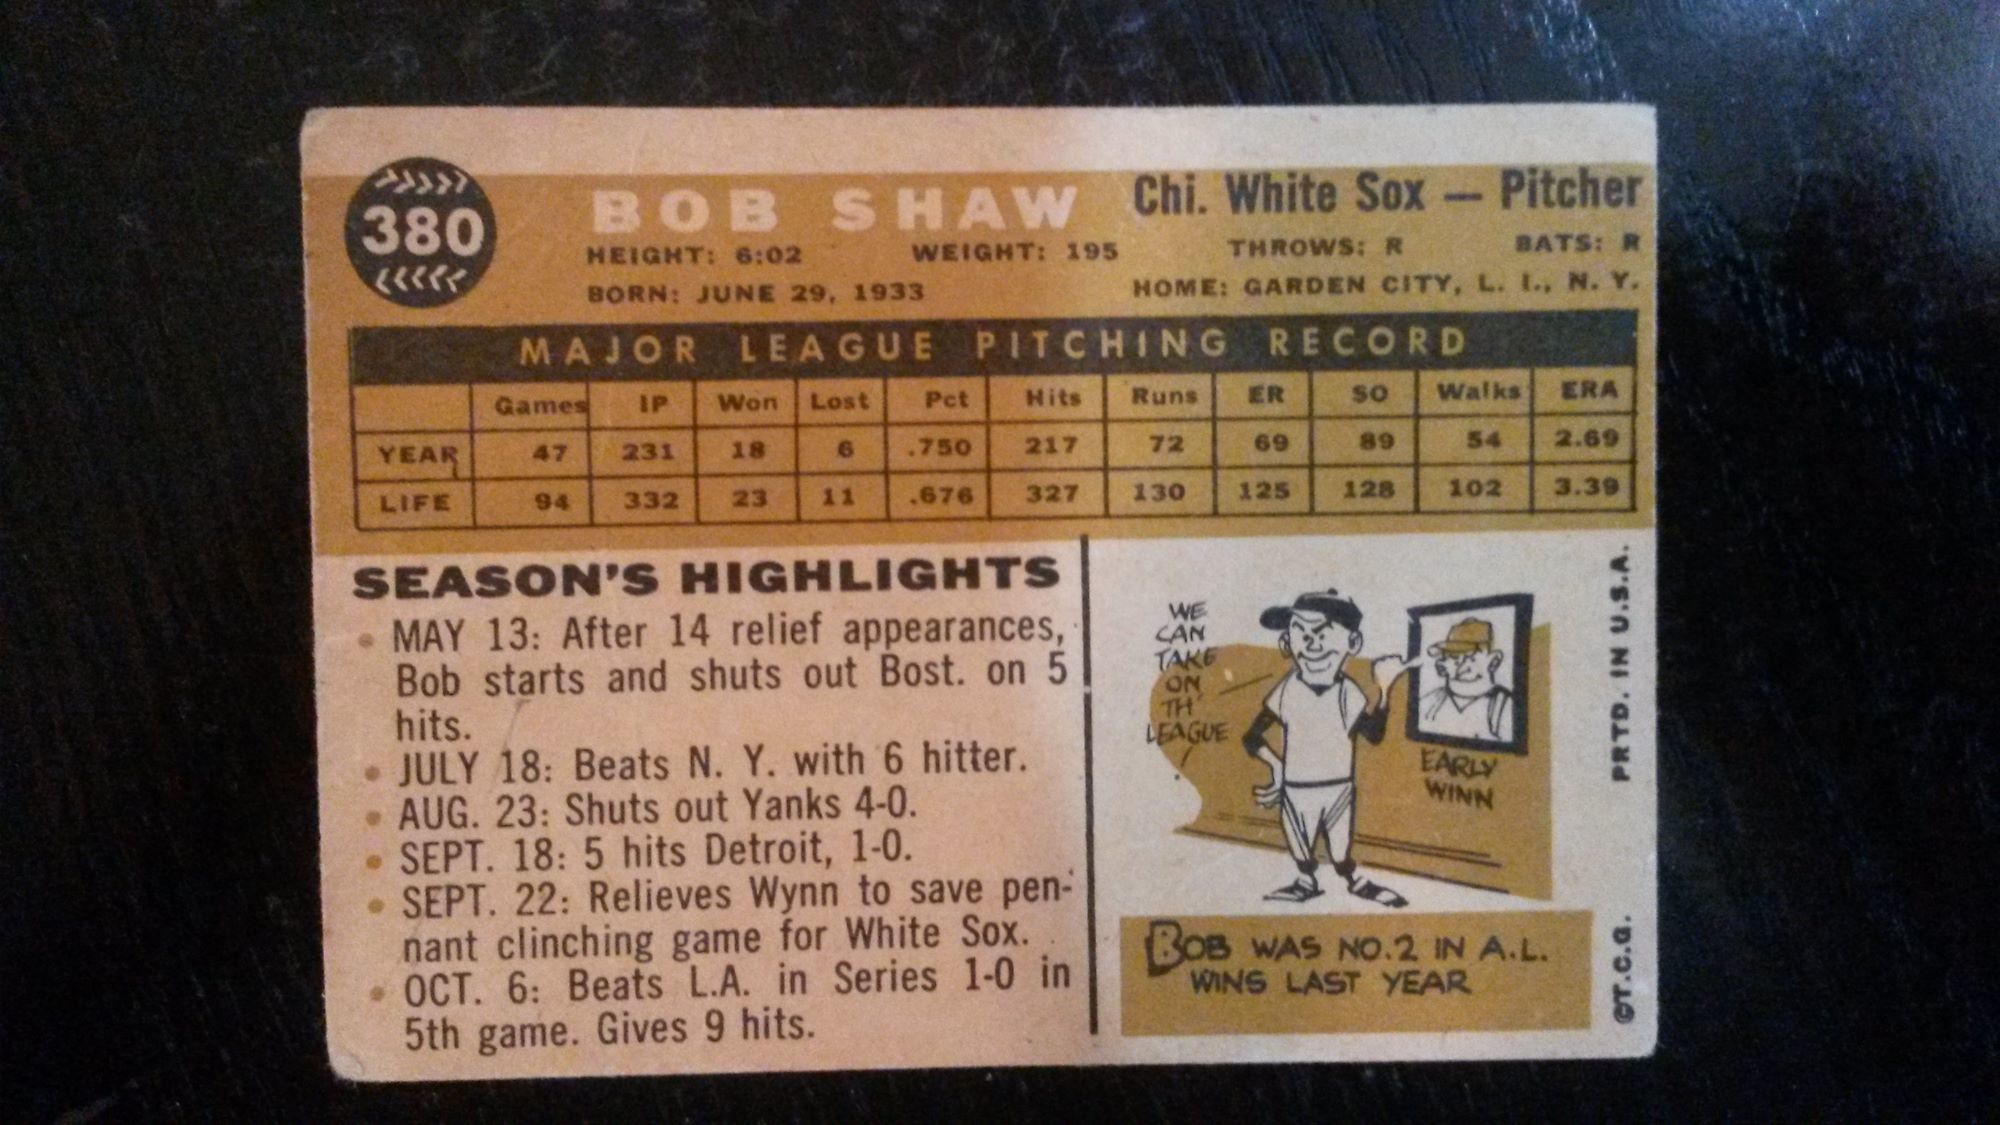 380
BOB SHAW
Chi. White Sox — Pitcher
HEIGHT: 6:02 WEIGHT: 195 THROWS: R BATS: R
BORN: JUNE 29, 1933 HOME: GARDEN CITY, L. I., N. Y.
MAJOR LEAGUE PITCHING RECORD
Games IP Won Lost Pct Hits Runs ER SO Walks ERA
YEAR 47 231 18 6 .750 217 72 69 89 54 2.69
LIFE 94 332 23 11 .676 327 130 125 128 102 3.39
SEASON'S HIGHLIGHTS
• MAY 13: After 14 relief appearances,
Bob starts and shuts out Bost. on 5
hits.
• JULY 18: Beats N. Y. with 6 hitter.
• AUG. 23: Shuts out Yanks 4-0.
• SEPT. 18: 5 hits Detroit, 1-0.
• SEPT. 22: Relieves Wynn to save pen-
nant clinching game for White Sox.
• OCT. 6: Beats L.A. in Series 1-0 in
5th game. Gives 9 hits.
WE
CAN
TAKE
ON
TH'
LEAGUE
!
EARLY
WINN
BOB WAS NO.2 IN A.L.
WINS LAST YEAR
©T.C.G. PRTD. IN U.S.A.